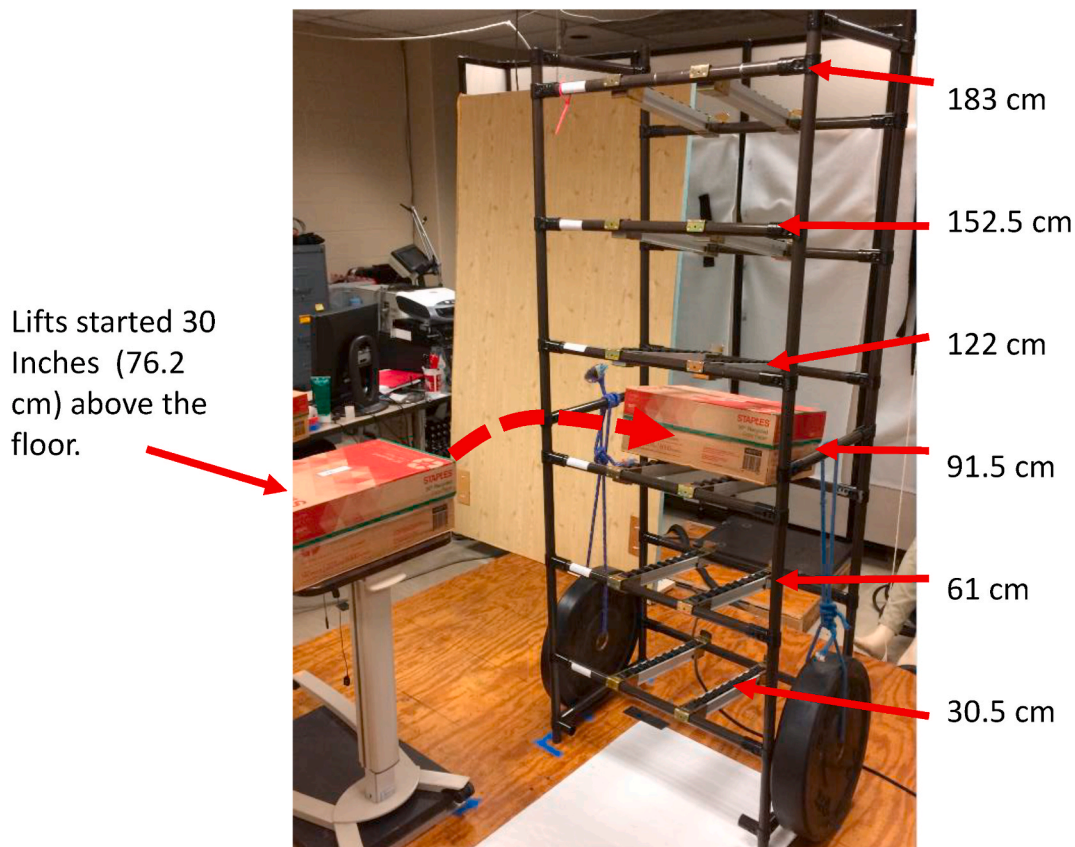 183 cm
152.5 cm
Lifts started 30
Inches (76.2
cm) above the
floor.
122 cm
STAPLES
91.5 cm
STAPLES
61 cm
30.5 cm